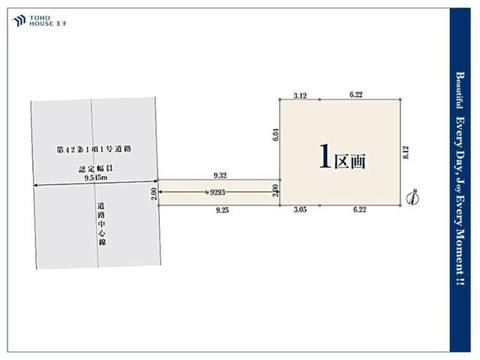 TOHO
HOUSE 王子
3.12
6.22
6.04
8.12
1区画
第42条1項1号道路
認定幅員
9.545m
9.32
2.00
≒9293
2.00
9.25
3.05
6.22
道路中心線
N
Beautiful Every Day, Joy Every Moment!!